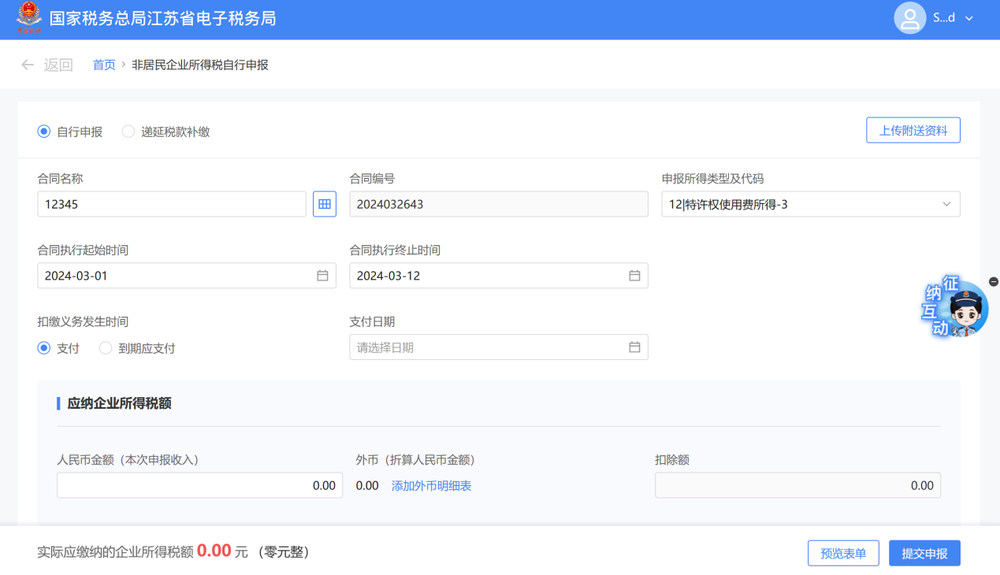 国家税务总局江苏省电子税务局
S...d
返回 首页 > 非居民企业所得税自行申报
自行申报 递延税款补缴 上传附送资料
合同名称 合同编号 申报所得类型及代码
12345 2024032643 12|特许权使用费所得-3
合同执行起始时间 合同执行终止时间
2024-03-01 2024-03-12
征纳互动
扣缴义务发生时间 支付日期
支付 到期应支付 请选择日期
应纳企业所得税额
人民币金额（本次申报收入） 外币（折算人民币金额） 扣除额
0.00 0.00 添加外币明细表 0.00
实际应缴纳的企业所得税额 0.00 元 （零元整） 预览表单 提交申报